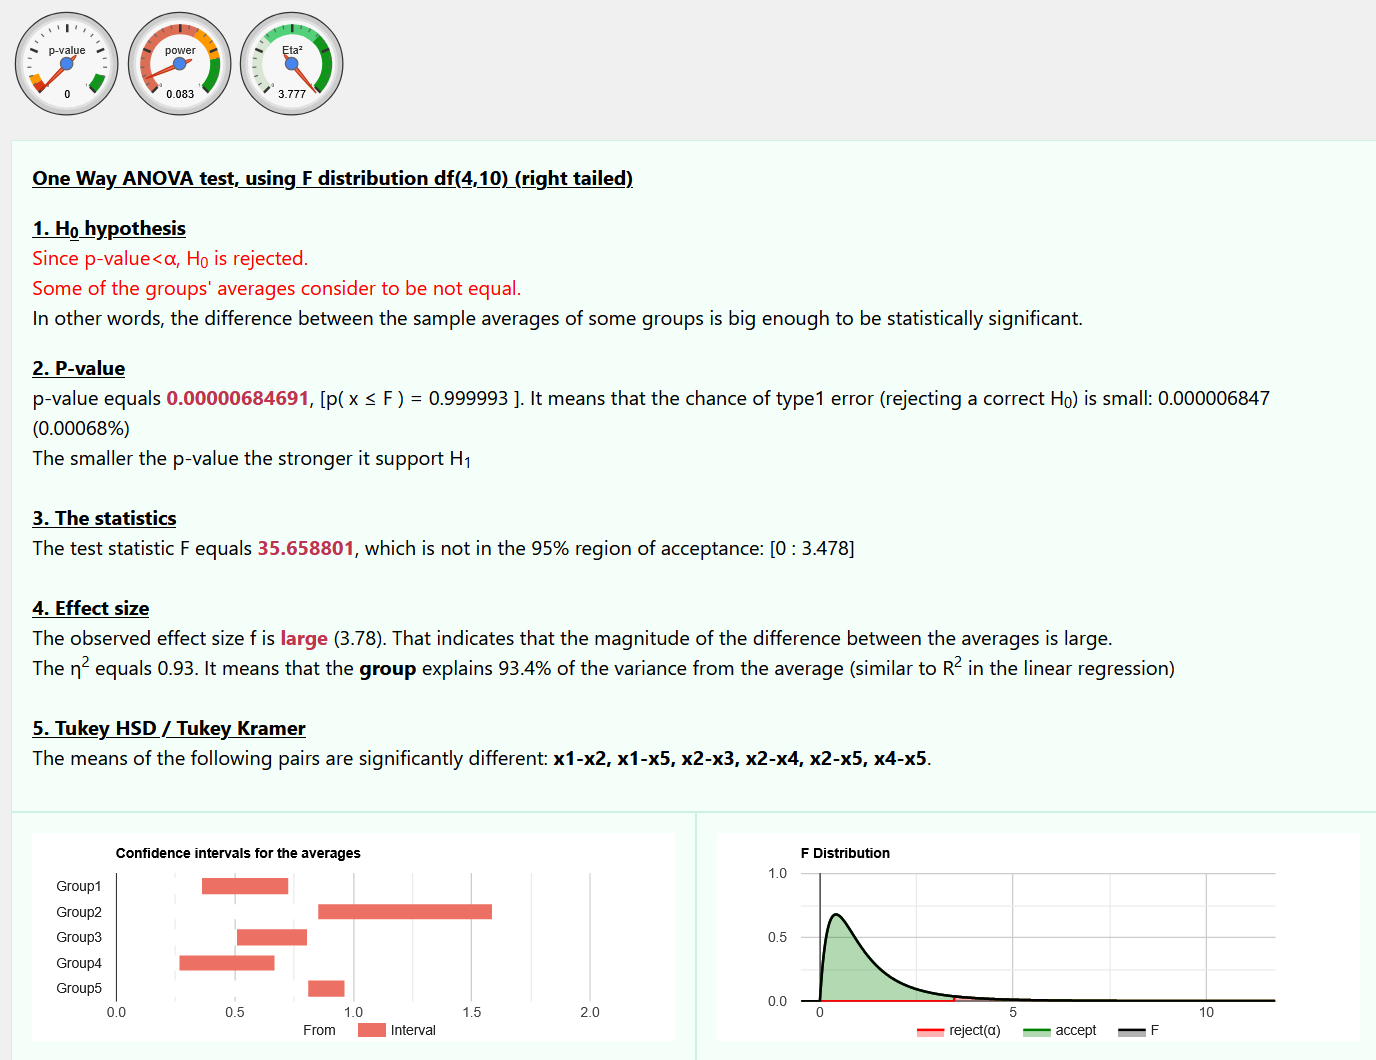 p-value
0
power
0.083
Eta²
3.777
One Way ANOVA test, using F distribution df(4,10) (right tailed)
1. H₀ hypothesis
Since p-value<α, H₀ is rejected.
Some of the groups' averages consider to be not equal.
In other words, the difference between the sample averages of some groups is big enough to be statistically significant.
2. P-value
p-value equals 0.00000684691, [p( x ≤ F ) = 0.999993 ]. It means that the chance of type1 error (rejecting a correct H₀) is small: 0.000006847
(0.00068%)
The smaller the p-value the stronger it support H₁
3. The statistics
The test statistic F equals 35.658801, which is not in the 95% region of acceptance: [0 : 3.478]
4. Effect size
The observed effect size f is large (3.78). That indicates that the magnitude of the difference between the averages is large.
The η² equals 0.93. It means that the group explains 93.4% of the variance from the average (similar to R² in the linear regression)
5. Tukey HSD / Tukey Kramer
The means of the following pairs are significantly different: x1-x2, x1-x5, x2-x3, x2-x4, x2-x5, x4-x5.
Confidence intervals for the averages
Group1
Group2
Group3
Group4
Group5
0.0 0.5 1.0 1.5 2.0
From Interval
F Distribution
1.0
0.5
0.0
0 5 10
reject(α) accept F